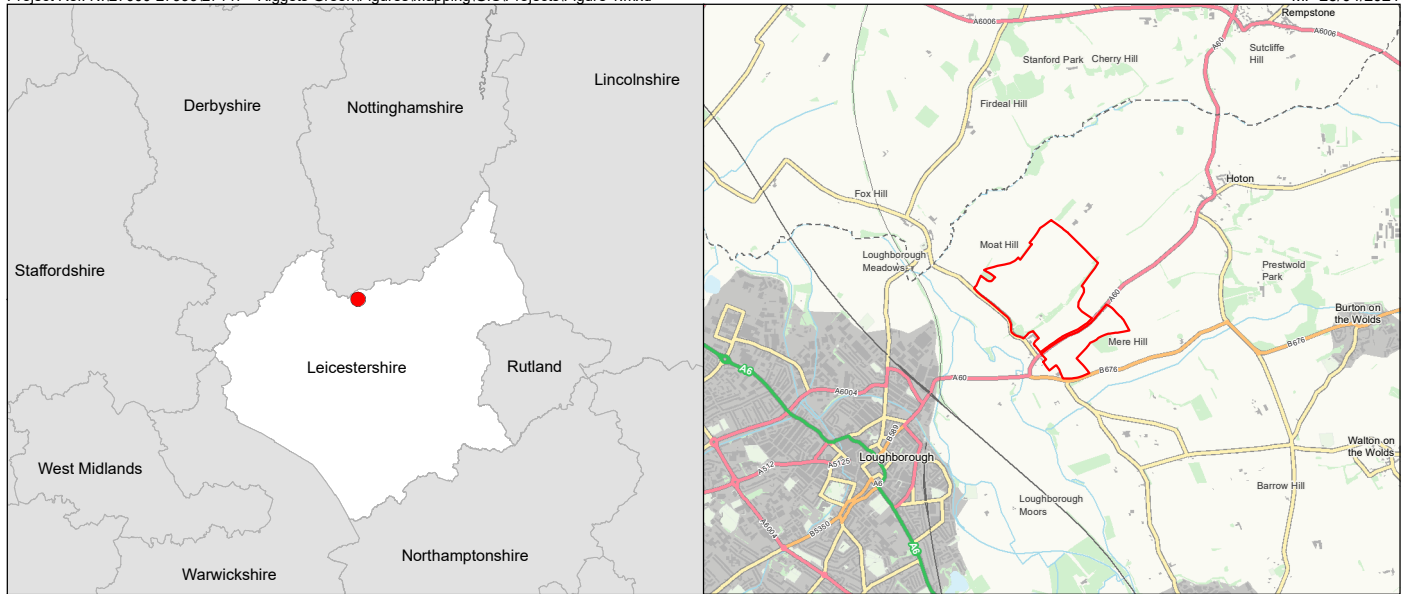 Lincolnshire
Derbyshire
Nottinghamshire
Staffordshire
Leicestershire
Rutland
West Midlands
Northamptonshire
Warwickshire
A6006
Rempstone
A6006
A60
Sutcliffe
Hill
Stanford Park
Cherry Hill
Firdeal Hill
Hoton
Fox Hill
Moat Hill
Loughborough
Meadows
Prestwold
Park
A60
Burton on
the Wolds
Mere Hill
B676
B676
A6
A60
A6004
B589
A512
A5125
Loughborough
A6
Walton on
the Wolds
Barrow Hill
Loughborough
Moors
A6004
B5350
A6